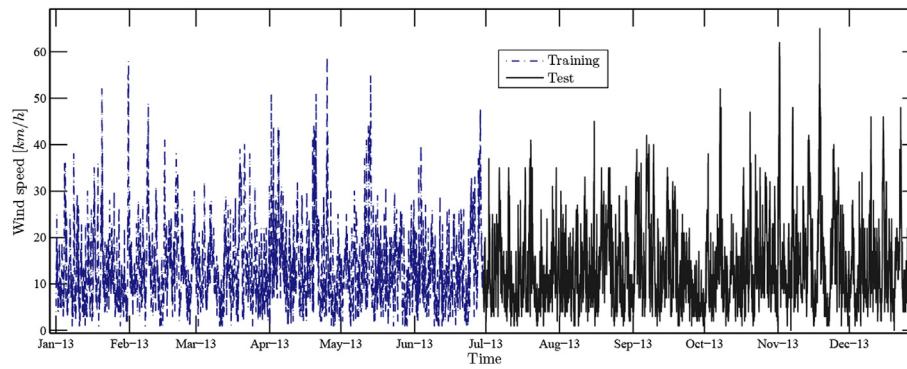 60
50
40
30
20
10
0
Wind speed [km/h]
Training
Test
Jan-13 Feb-13 Mar-13 Apr-13 May-13 Jun-13 Jul-13 Aug-13 Sep-13 Oct-13 Nov-13 Dec-13
Time